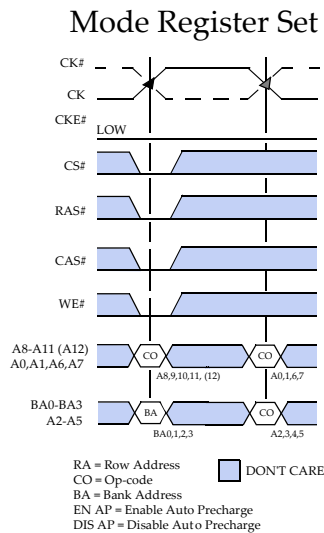 Mode Register Set
CK#
CK
CKE#
LOW
CS#
RAS#
CAS#
WE#
A8-A11 (A12)
A0,A1,A6,A7
CO
CO
A8,9,10,11, (12)
A0,1,6,7
BA0-BA3
A2-A5
BA
CO
BA0,1,2,3
A2,3,4,5
RA = Row Address
CO = Op-code
BA = Bank Address
EN AP = Enable Auto Precharge
DIS AP = Disable Auto Precharge
DON'T CARE